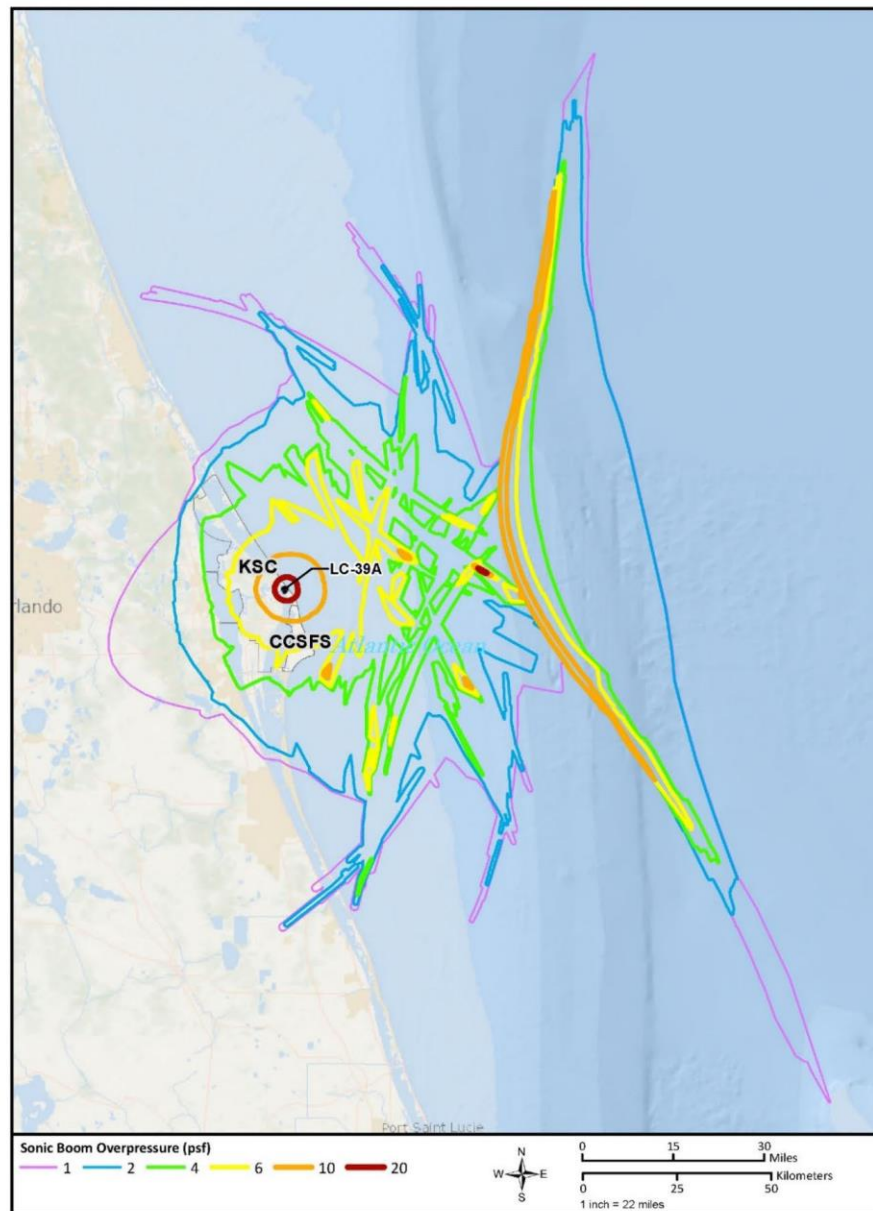 KSC
LC-39A
rlando
CCSFS
Atlantic Ocean
Port Saint Lucie
Sonic Boom Overpressure (psf)
1 2 4 6 10 20
N
W E
S
0 15 30
Miles
Kilometers
0 25 50
1 inch = 22 miles